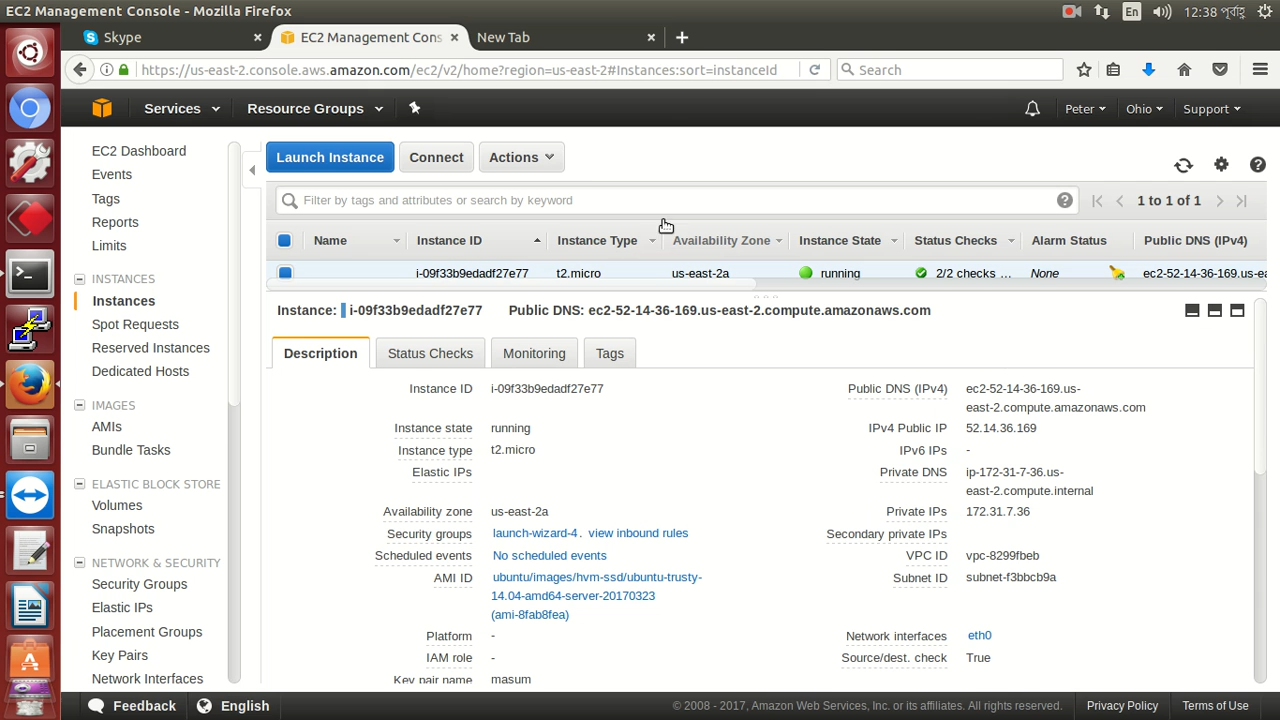 EC2 Management Console - Mozilla Firefox
En
12:38 পূর্বাহ্ণ
Skype
EC2 Management Cons
New Tab
https://us-east-2.console.aws.amazon.com/ec2/v2/home?region=us-east-2#Instances:sort=instanceId
Search
Services
Resource Groups
Peter
Ohio
Support
EC2 Dashboard
Events
Tags
Reports
Limits
INSTANCES
Instances
Spot Requests
Reserved Instances
Dedicated Hosts
IMAGES
AMIs
Bundle Tasks
ELASTIC BLOCK STORE
Volumes
Snapshots
NETWORK & SECURITY
Security Groups
Elastic IPs
Placement Groups
Key Pairs
Network Interfaces
Launch Instance
Connect
Actions
Filter by tags and attributes or search by keyword
1 to 1 of 1
Name
Instance ID
Instance Type
Availability Zone
Instance State
Status Checks
Alarm Status
Public DNS (IPv4)
i-09f33b9edadf27e77
t2.micro
us-east-2a
running
2/2 checks ...
None
ec2-52-14-36-169.us-ea
Instance: i-09f33b9edadf27e77 Public DNS: ec2-52-14-36-169.us-east-2.compute.amazonaws.com
Description
Status Checks
Monitoring
Tags
Instance ID i-09f33b9edadf27e77
Instance state running
Instance type t2.micro
Elastic IPs
Availability zone us-east-2a
Security groups launch-wizard-4. view inbound rules
Scheduled events No scheduled events
AMI ID ubuntu/images/hvm-ssd/ubuntu-trusty-
14.04-amd64-server-20170323
(ami-8fab8fea)
Platform -
IAM role -
Key pair name masum
Public DNS (IPv4) ec2-52-14-36-169.us-
east-2.compute.amazonaws.com
IPv4 Public IP 52.14.36.169
IPv6 IPs -
Private DNS ip-172-31-7-36.us-
east-2.compute.internal
Private IPs 172.31.7.36
Secondary private IPs
VPC ID vpc-8299fbeb
Subnet ID subnet-f3bbcb9a
Network interfaces eth0
Source/dest. check True
Feedback
English
© 2008 - 2017, Amazon Web Services, Inc. or its affiliates. All rights reserved.
Privacy Policy
Terms of Use